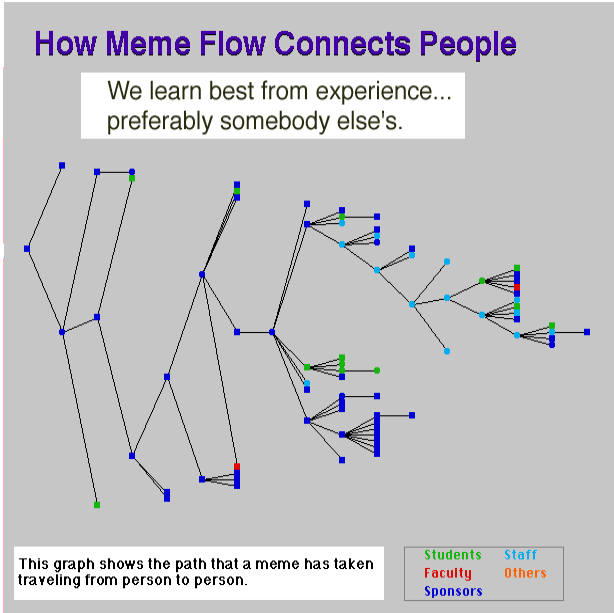 How Meme Flow Connects People
We learn best from experience...
preferably somebody else's.
This graph shows the path that a meme has taken
traveling from person to person.
Students Staff
Faculty Others
Sponsors